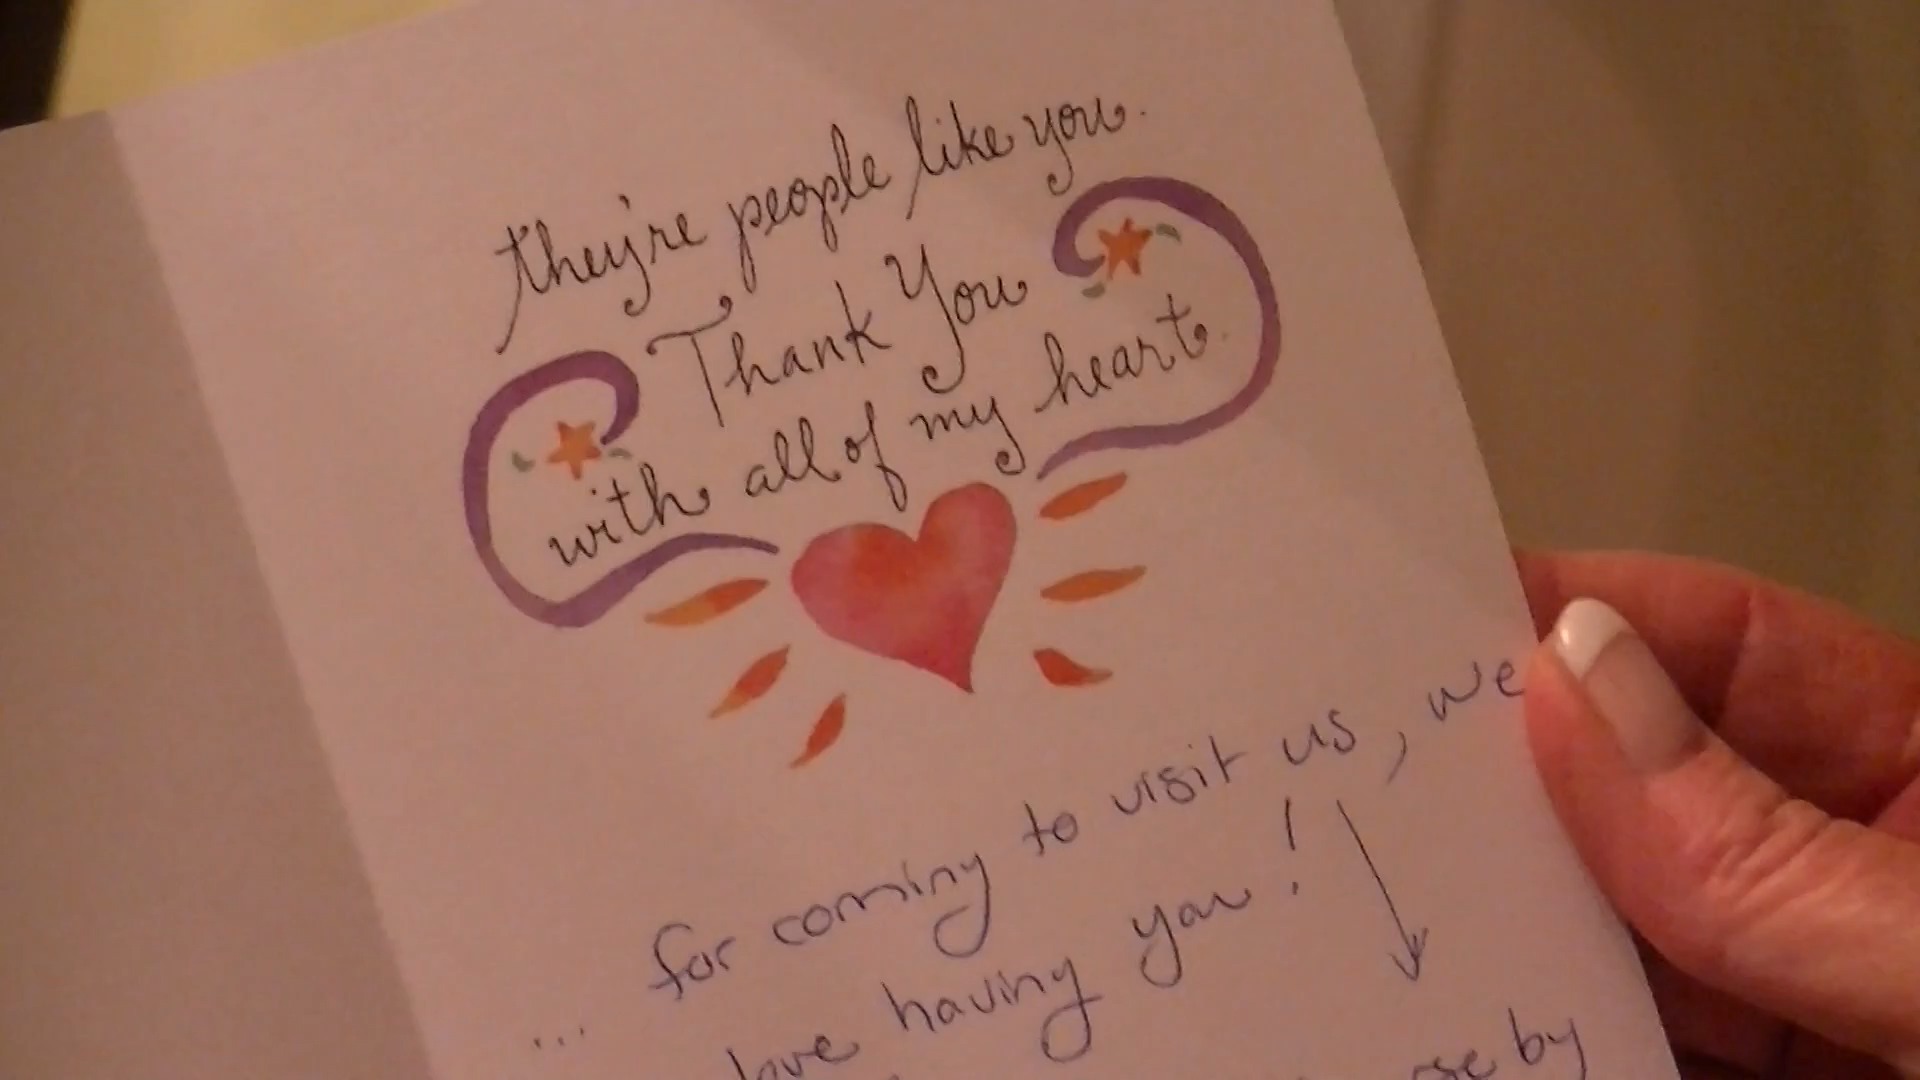 they're people like you.
Thank You
with all of my heart.
... for coming to visit us, we
love having you!
by